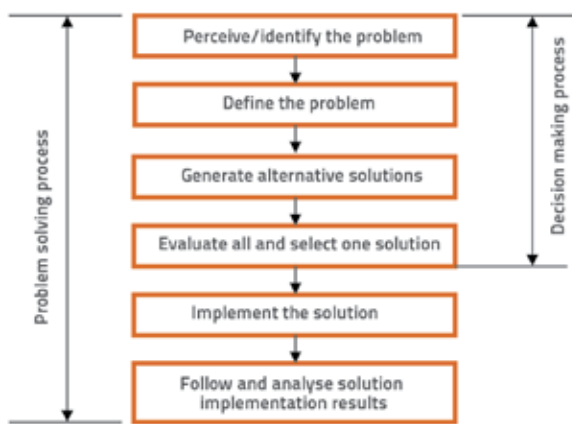 Perceive/identify the problem
Define the problem
Generate alternative solutions
Evaluate all and select one solution
Implement the solution
Follow and analyse solution
implementation results
Problem solving process
Decision making process